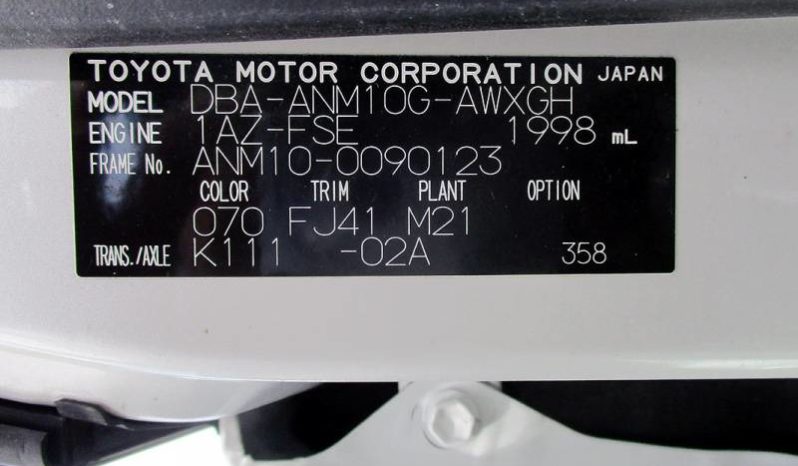 TOYOTA MOTOR CORPORATION JAPAN
MODEL DBA-ANM10G-AWXGH
ENGINE 1AZ-FSE 1998 mL
FRAME No. ANM10-0090123
COLOR TRIM PLANT OPTION
070 FJ41 M21
TRANS./AXLE K111 -02A 358